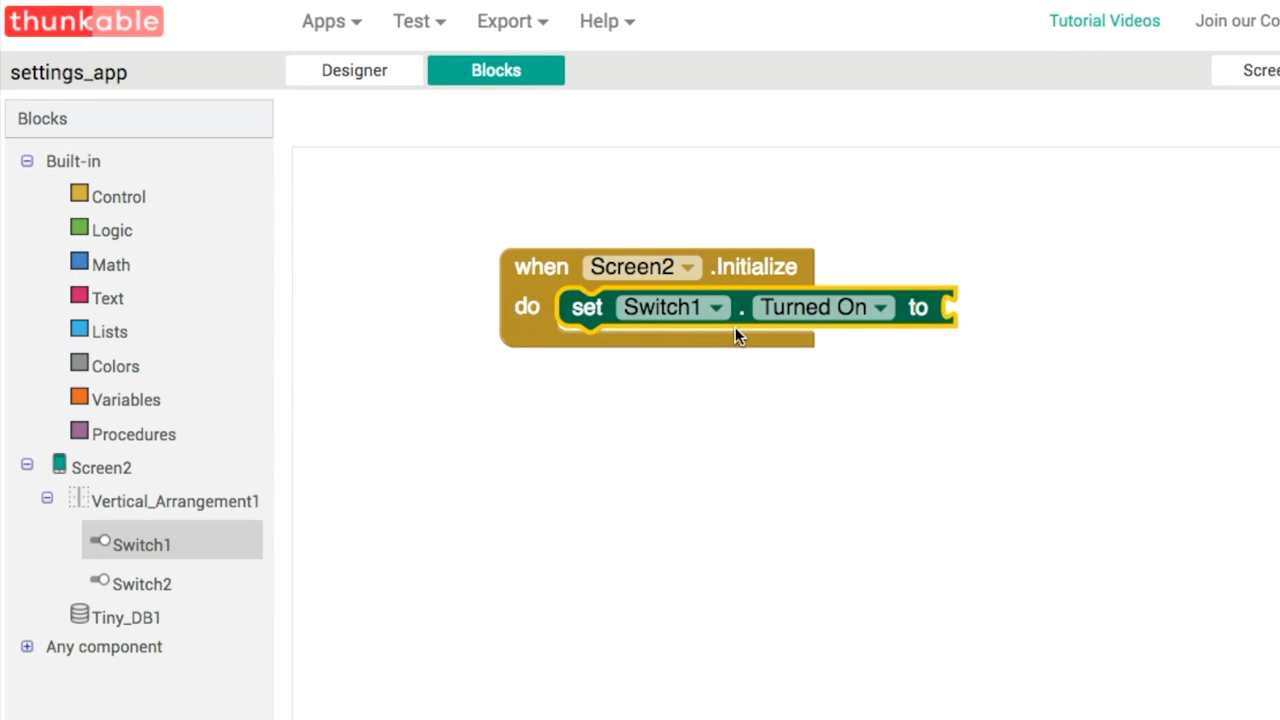 thunkable Apps Test Export Help Tutorial Videos Join our Co
settings_app Designer Blocks Scree
Blocks
Built-in
Control
Logic
Math
Text
Lists
Colors
Variables
Procedures
Screen2
Vertical_Arrangement1
Switch1
Switch2
Tiny_DB1
Any component
when Screen2 .Initialize
do set Switch1 . Turned On to